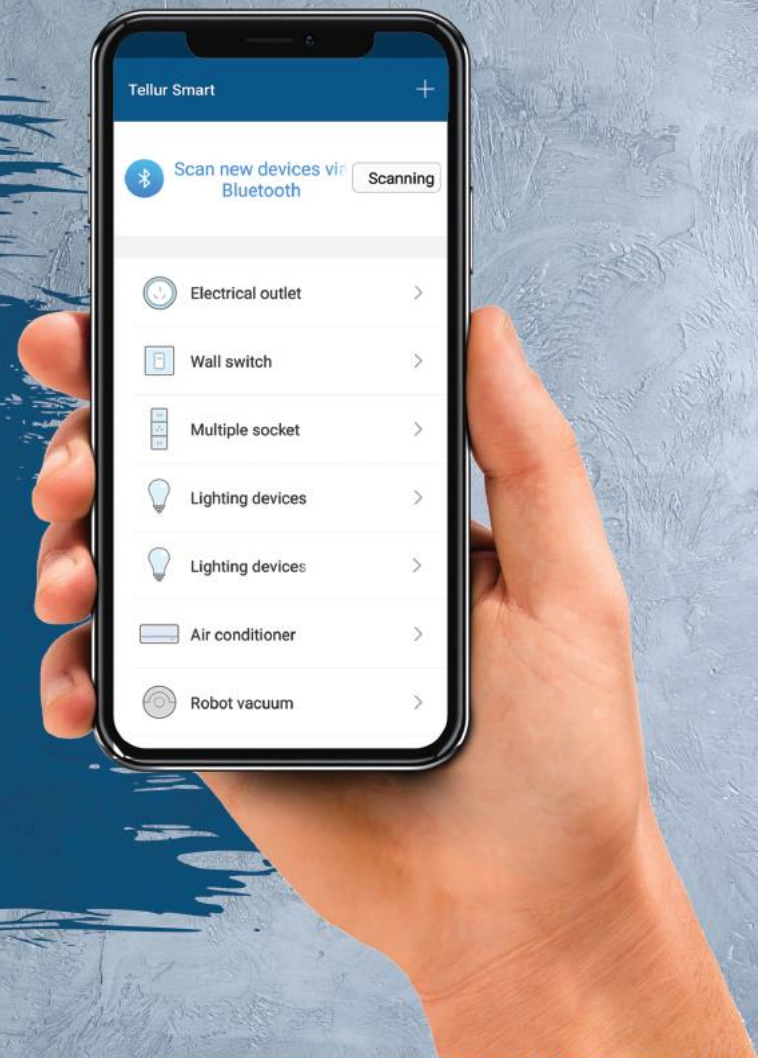 Tellur Smart
Scan new devices via
Bluetooth
Scanning
Electrical outlet
Wall switch
Multiple socket
Lighting devices
Lighting devices
Air conditioner
Robot vacuum